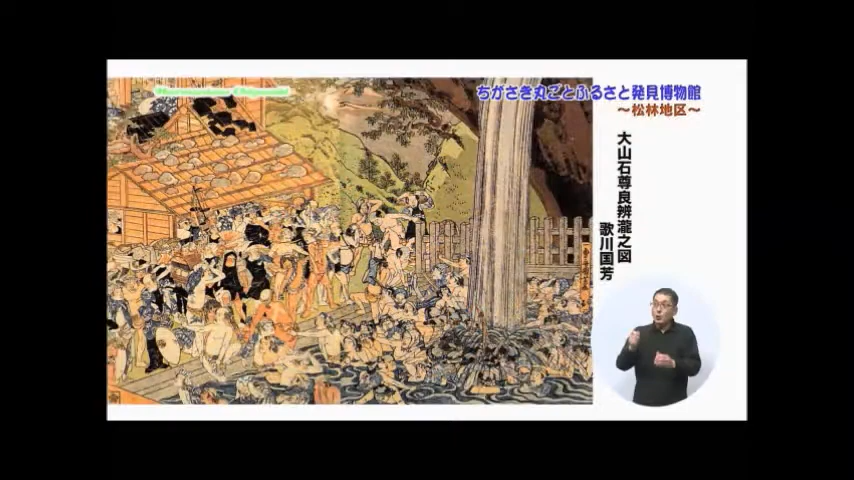 ちがさき丸ごとふるさと発見博物館
～松林地区～
大山石尊良辨瀧之図
歌川国芳